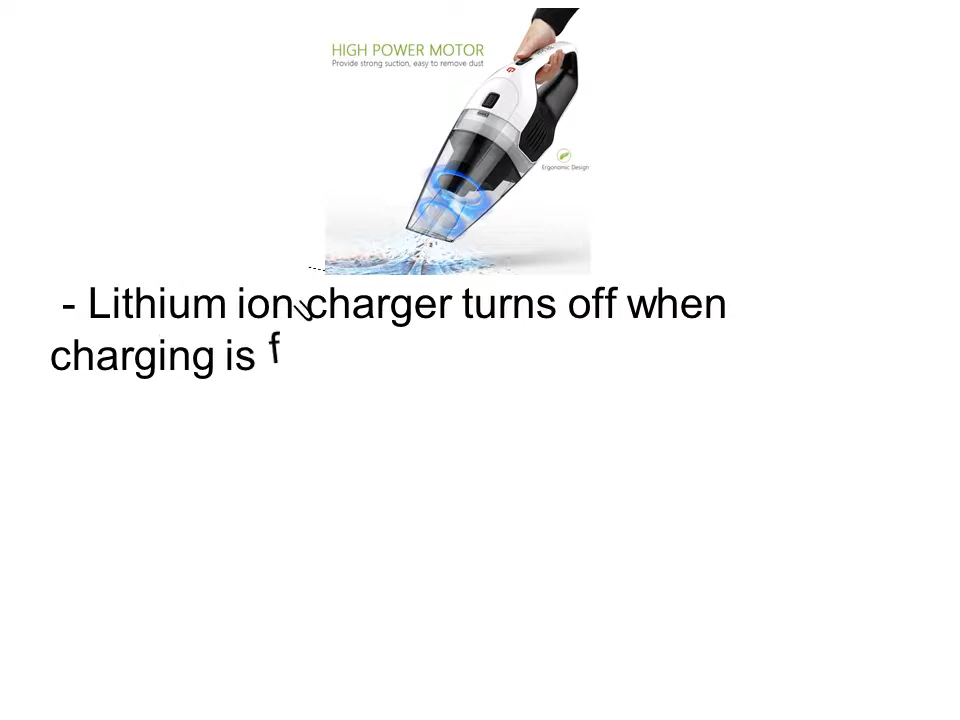 HIGH POWER MOTOR
Provide strong suction, easy to remove dust
Ergonomic Design
- Lithium ion charger turns off when
charging is f